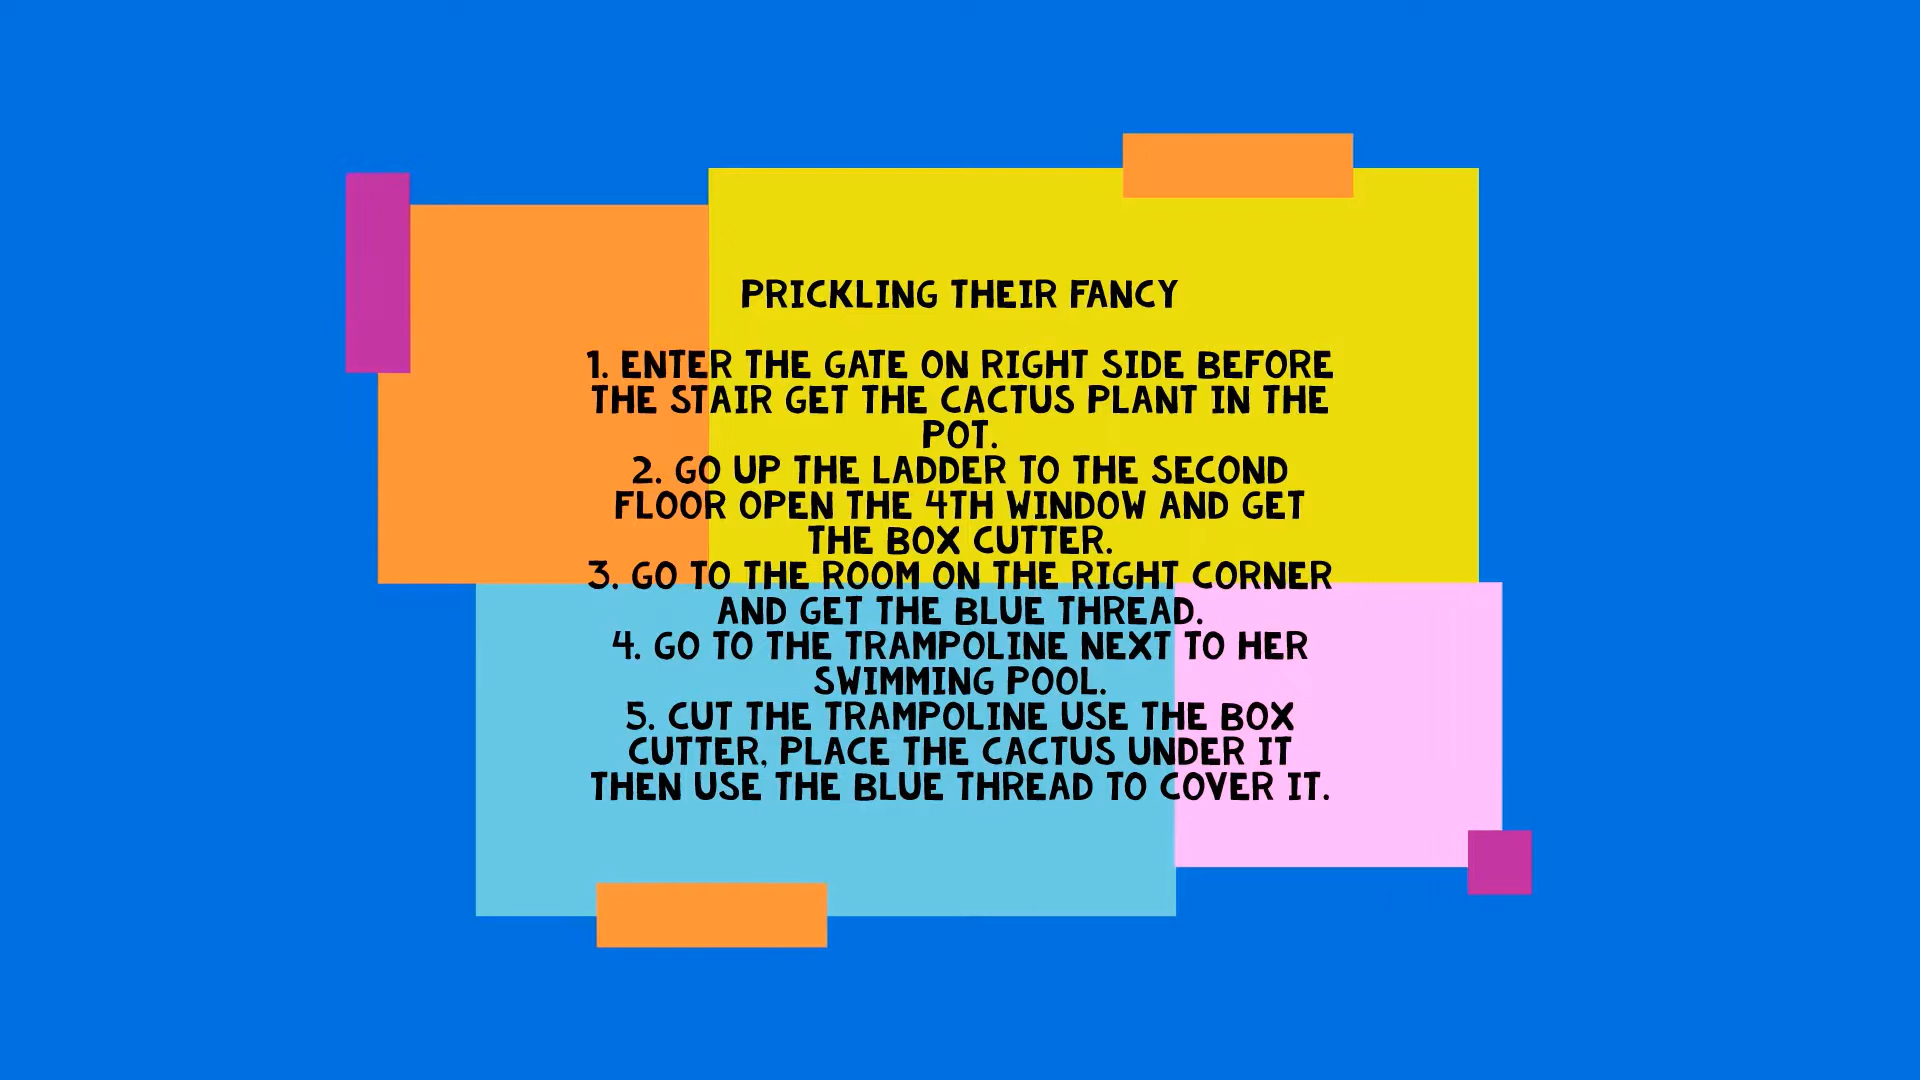 PRICKLING THEIR FANCY
1. ENTER THE GATE ON RIGHT SIDE BEFORE
THE STAIR GET THE CACTUS PLANT IN THE
POT.
2. GO UP THE LADDER TO THE SECOND
FLOOR OPEN THE 4TH WINDOW AND GET
THE BOX CUTTER.
3. GO TO THE ROOM ON THE RIGHT CORNER
AND GET THE BLUE THREAD.
4. GO TO THE TRAMPOLINE NEXT TO HER
SWIMMING POOL.
5. CUT THE TRAMPOLINE USE THE BOX
CUTTER, PLACE THE CACTUS UNDER IT
THEN USE THE BLUE THREAD TO COVER IT.